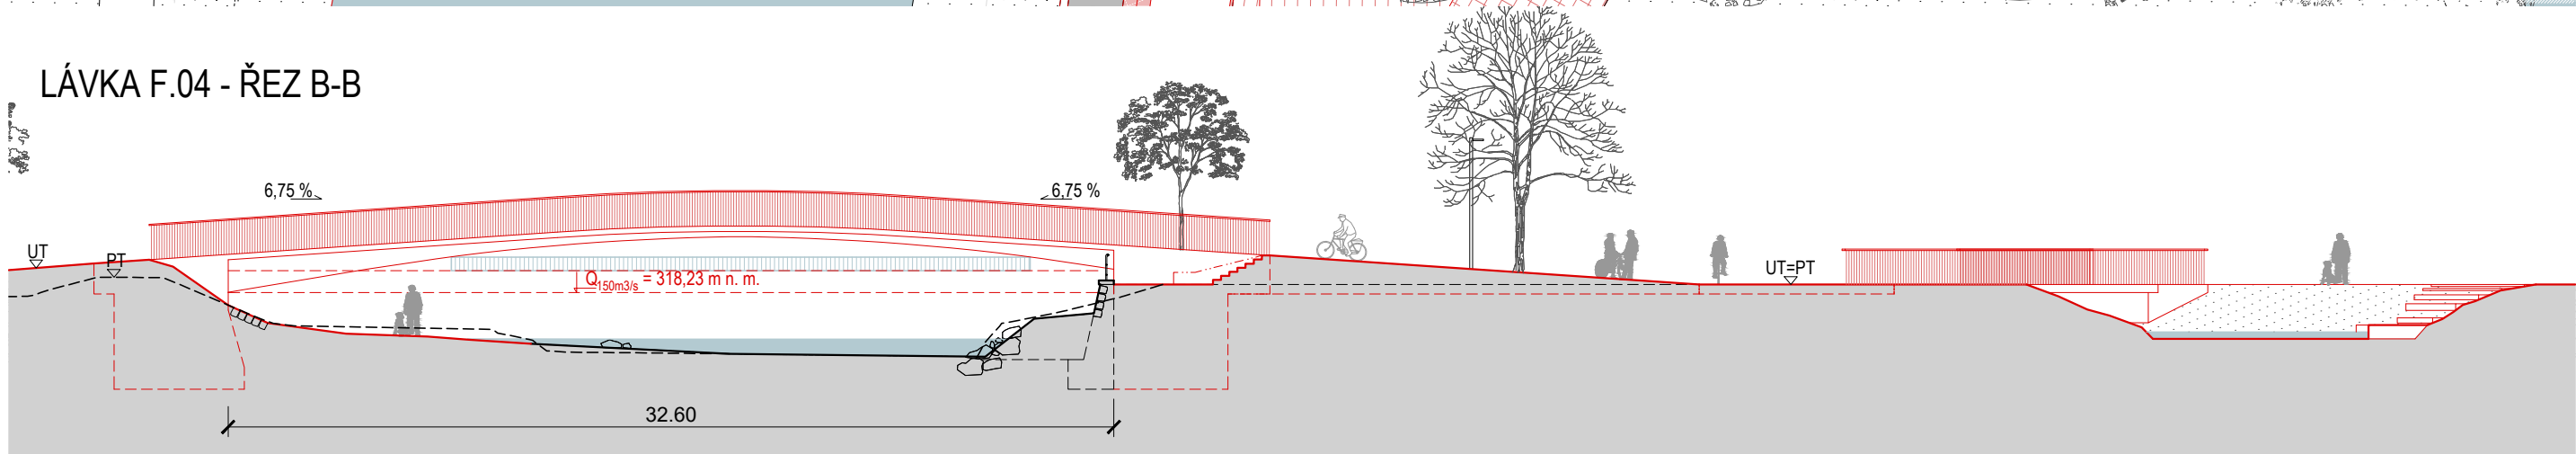 LÁVKA F.04 - ŘEZ B-B
6,75 %
6,75 %
UT
PT
UT=PT
Q150m3/s = 318,23 m n. m.
32.60